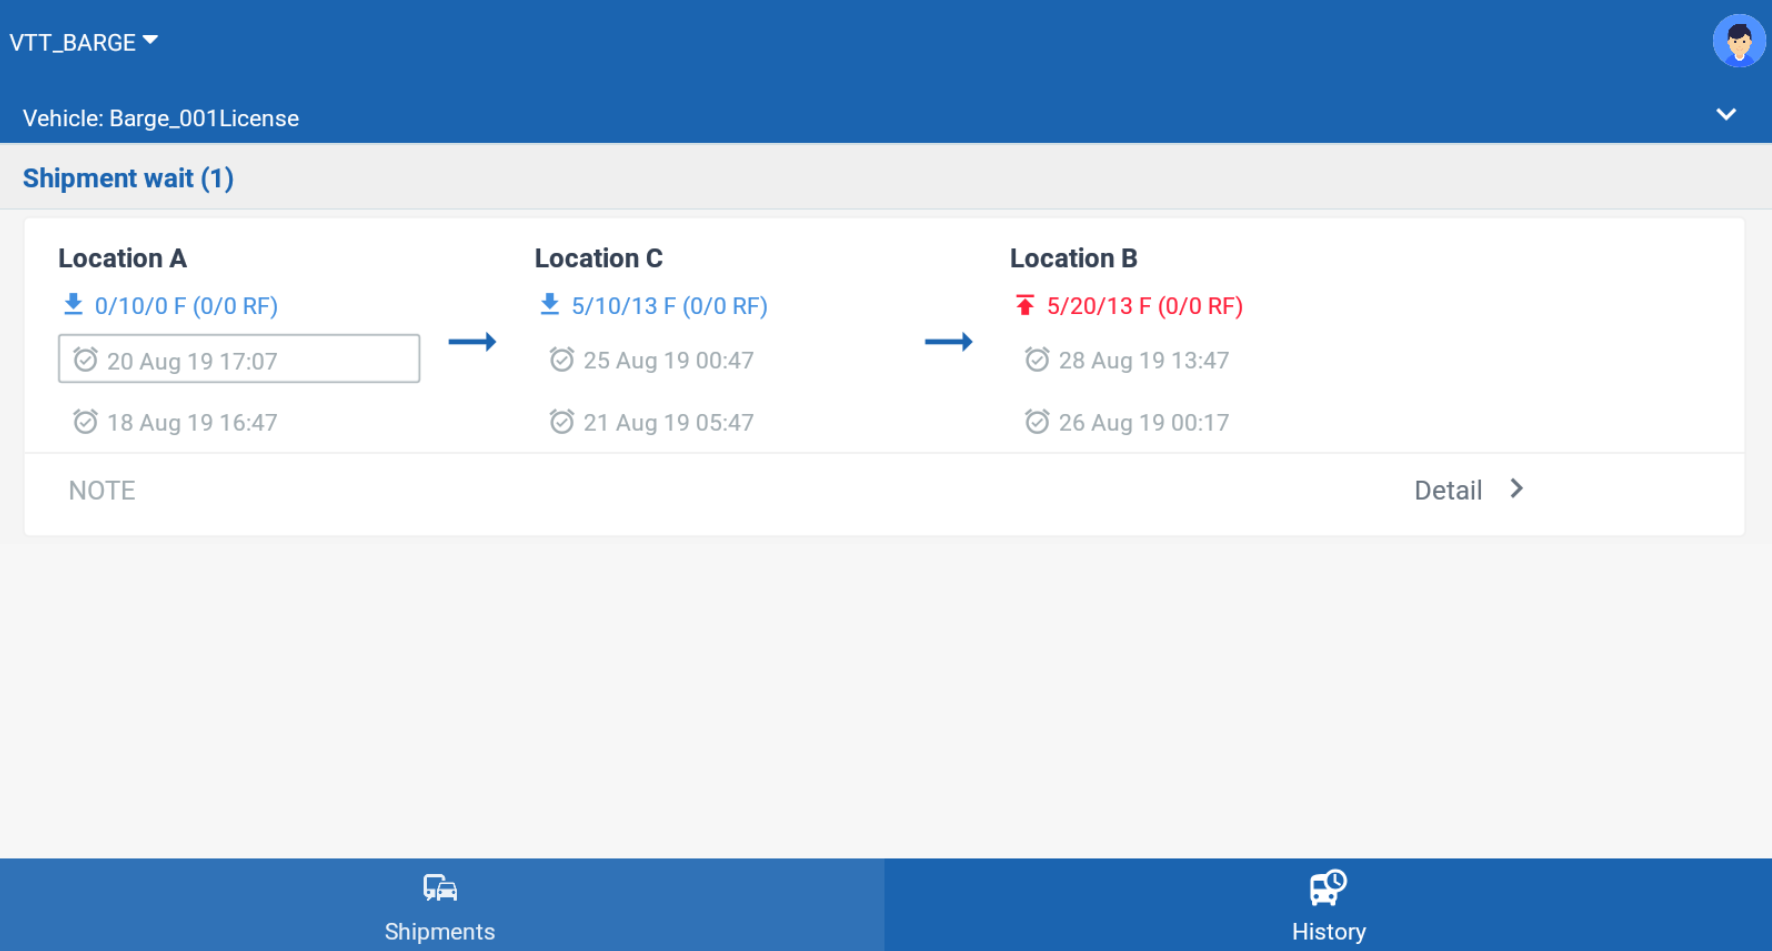 VTT_BARGE
Vehicle: Barge_001License
Shipment wait (1)
Location A
0/10/0 F (0/0 RF)
20 Aug 19 17:07
18 Aug 19 16:47
Location C
5/10/13 F (0/0 RF)
25 Aug 19 00:47
21 Aug 19 05:47
Location B
5/20/13 F (0/0 RF)
28 Aug 19 13:47
26 Aug 19 00:17
NOTE
Detail
Shipments
History